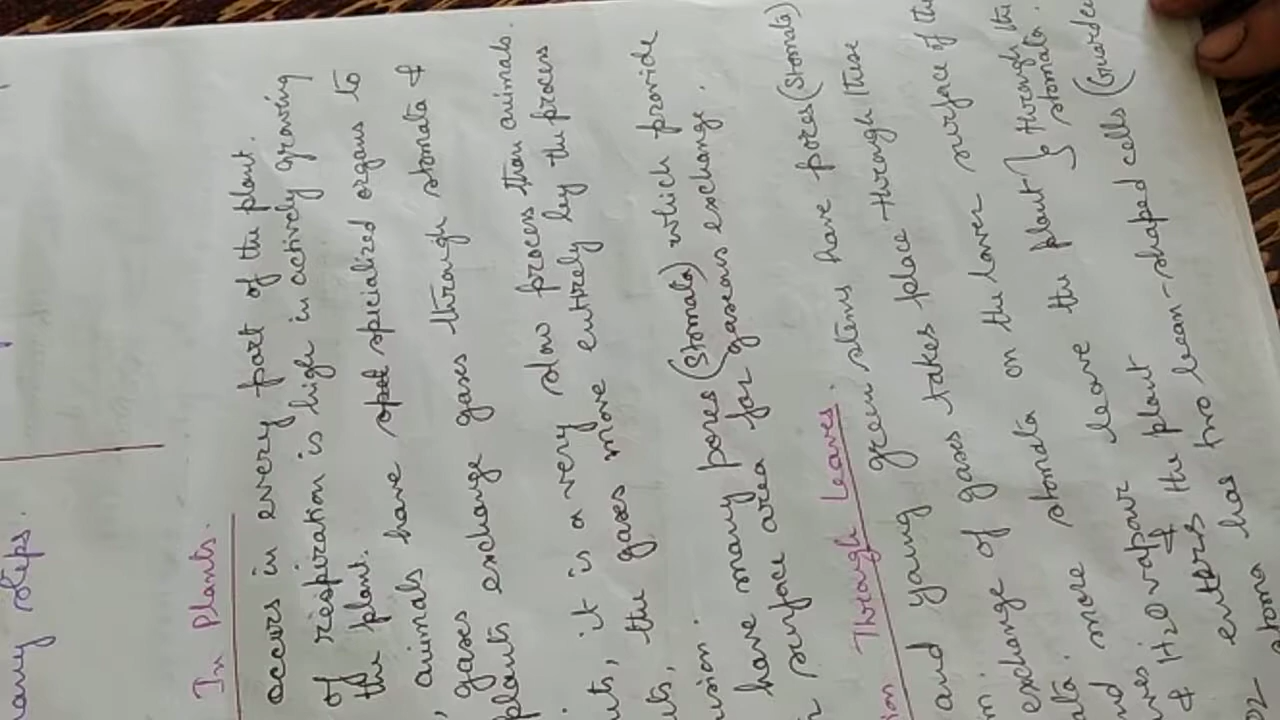 many steps.
In Plants.
occurs in every part of the plant.
of respiration is high in actively growing
the plant.
animals have specialized organs to
gases exchange gases through stomata &
plants
it is a very slow process than animals.
the gases move entirely by the process
have many pores (Stomata) which provide
surface area for gaseous exchange.
Through Leaves.
and young green stems have pores (Stomata)
exchange of gases takes place through these
more stomata on the lower surface of the
H2O vapour leave the plant } through the
& H2O enters the plant } stomata.
stoma has two bean-shaped cells (Guard